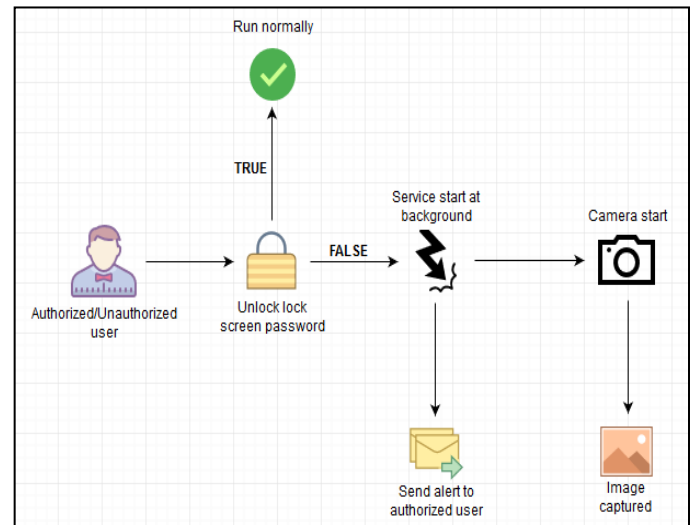 Run normally
TRUE
Service start at
background
Camera start
FALSE
Authorized/Unauthorized
user
Unlock lock
screen password
Send alert to
authorized user
Image
captured